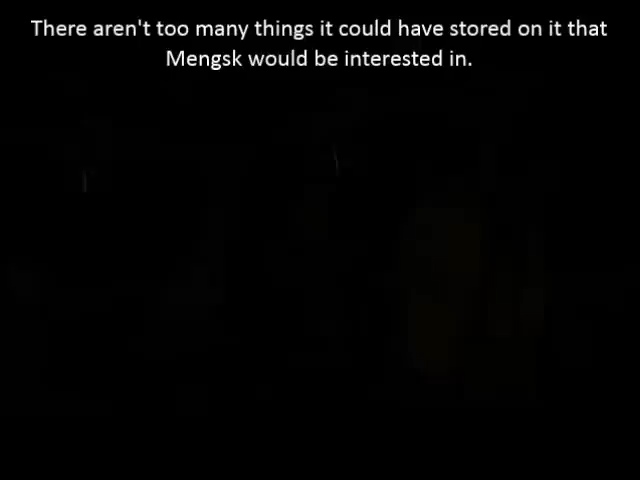 There aren't too many things it could have stored on it that
Mengsk would be interested in.